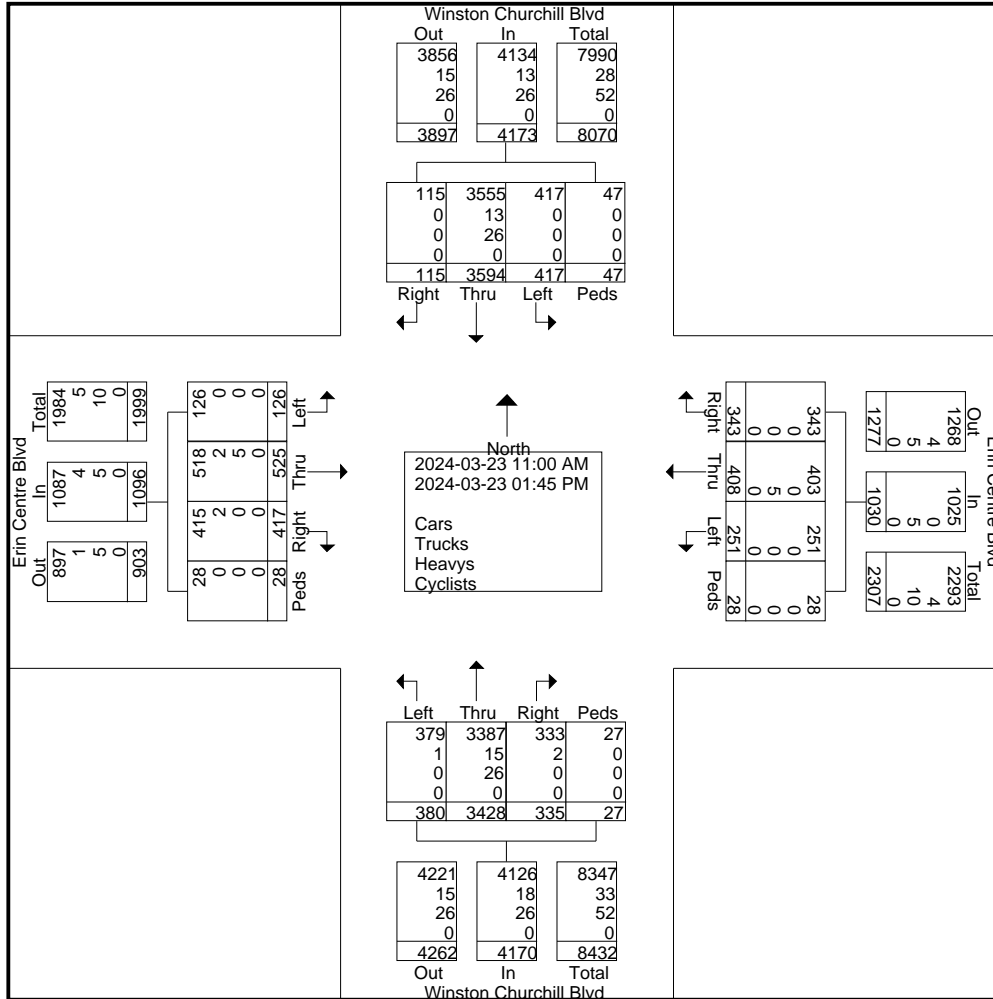 Winston Churchill Blvd
Out In Total
3856 4134 7990
15 13 28
26 26 52
0 0 0
3897 4173 8070
115 3555 417 47
0 13 0 0
0 26 0 0
0 0 0 0
115 3594 417 47
Right Thru Left Peds
Erin Centre Blvd
Total
1984 5 10 0 1999
In
1087 4 5 0 1096
Out
897 1 5 0 903
126 0 0 0 126
Left
518 2 5 0 525
Thru
415 2 0 0 417
Right
28 0 0 0 28
Peds
North
2024-03-23 11:00 AM
2024-03-23 01:45 PM
Cars
Trucks
Heavys
Cyclists
Right
343 0 0 0 343
Thru
403 0 5 0 408
Left
251 0 0 0 251
Peds
28 0 0 0 28
Erin Centre Blvd
Out
1268 4 5 0 1277
In
1025 0 5 0 1030
Total
2293 4 10 0 2307
Left Thru Right Peds
379 3387 333 27
1 15 2 0
0 26 0 0
0 0 0 0
380 3428 335 27
4221 4126 8347
15 18 33
26 26 52
0 0 0
4262 4170 8432
Out In Total
Winston Churchill Blvd